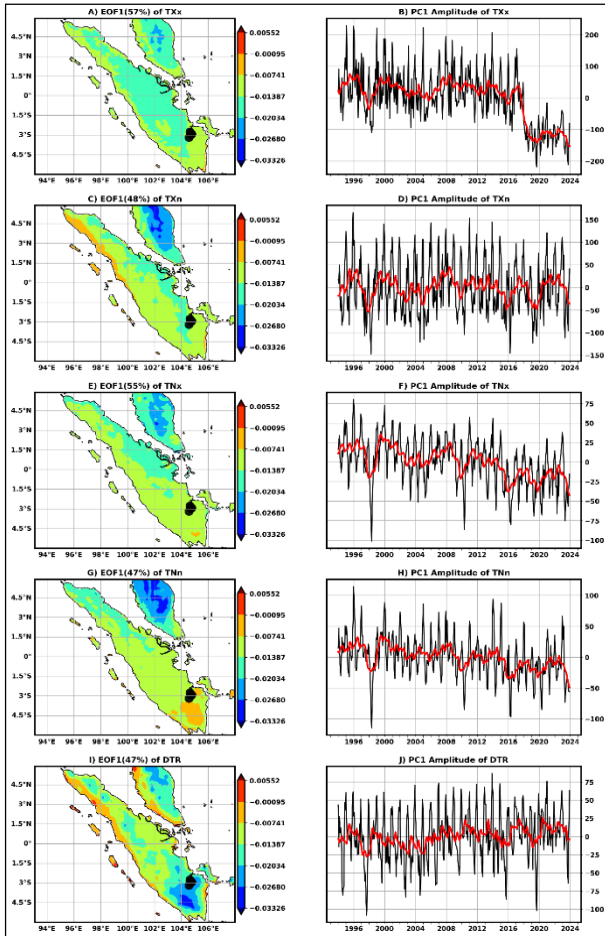 A) EOF1(57%) of TXx
B) PC1 Amplitude of TXx
4.5°N
3°N
1.5°N
0°
1.5°S
3°S
4.5°S
94°E 96°E 98°E 100°E 102°E 104°E 106°E
0.00552
−0.00095
−0.00741
−0.01387
−0.02034
−0.02680
−0.03326
200
100
0
−100
−200
1996 2000 2004 2008 2012 2016 2020 2024
C) EOF1(48%) of TXn
D) PC1 Amplitude of TXn
4.5°N
3°N
1.5°N
0°
1.5°S
3°S
4.5°S
94°E 96°E 98°E 100°E 102°E 104°E 106°E
0.00552
−0.00095
−0.00741
−0.01387
−0.02034
−0.02680
−0.03326
150
100
50
0
−50
−100
−150
1996 2000 2004 2008 2012 2016 2020 2024
E) EOF1(55%) of TNx
F) PC1 Amplitude of TNx
4.5°N
3°N
1.5°N
0°
1.5°S
3°S
4.5°S
94°E 96°E 98°E 100°E 102°E 104°E 106°E
0.00552
−0.00095
−0.00741
−0.01387
−0.02034
−0.02680
−0.03326
75
50
25
0
−25
−50
−75
−100
1996 2000 2004 2008 2012 2016 2020 2024
G) EOF1(47%) of TNn
H) PC1 Amplitude of TNn
4.5°N
3°N
1.5°N
0°
1.5°S
3°S
4.5°S
94°E 96°E 98°E 100°E 102°E 104°E 106°E
0.00552
−0.00095
−0.00741
−0.01387
−0.02034
−0.02680
−0.03326
100
50
0
−50
−100
1996 2000 2004 2008 2012 2016 2020 2024
I) EOF1(47%) of DTR
J) PC1 Amplitude of DTR
4.5°N
3°N
1.5°N
0°
1.5°S
3°S
4.5°S
94°E 96°E 98°E 100°E 102°E 104°E 106°E
0.00552
−0.00095
−0.00741
−0.01387
−0.02034
−0.02680
−0.03326
75
50
25
0
−25
−50
−75
−100
1996 2000 2004 2008 2012 2016 2020 2024